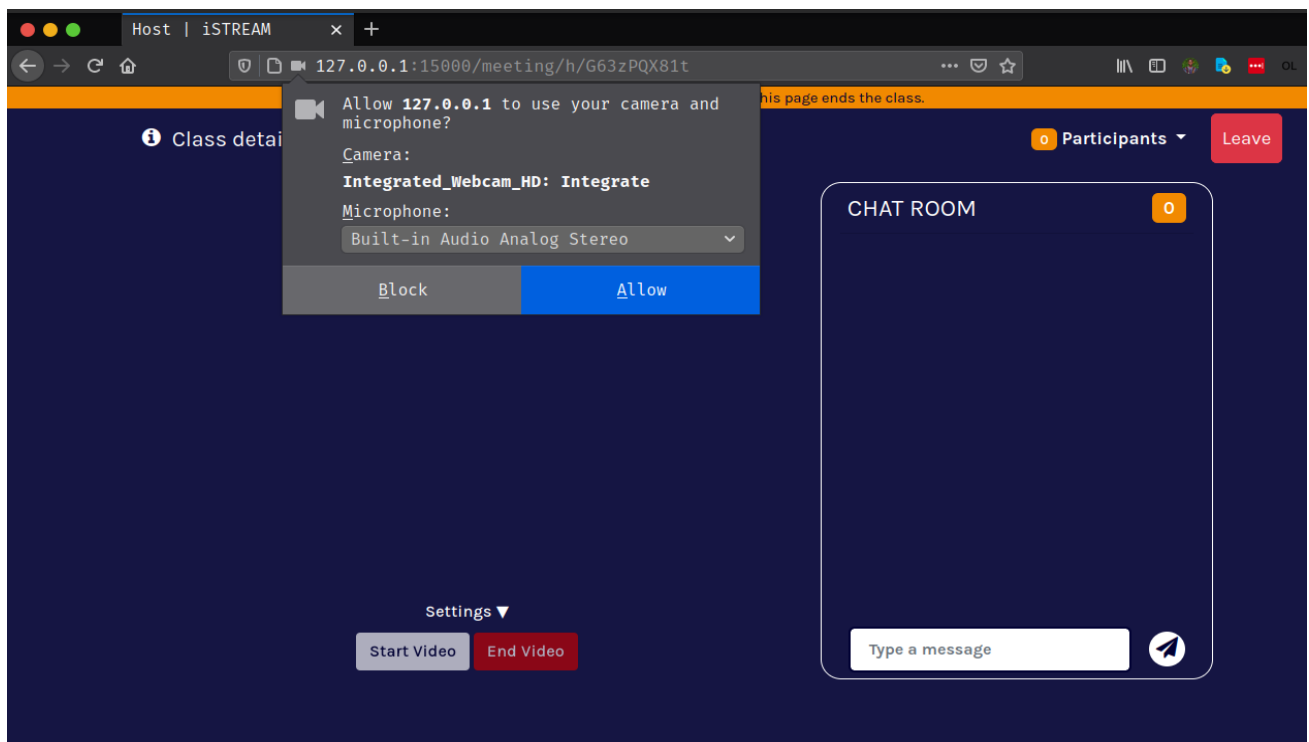 Host | iSTREAM
127.0.0.1:15000/meeting/h/G63zPQX81t
OL
his page ends the class.
Allow 127.0.0.1 to use your camera and
microphone?
Camera:
Integrated_Webcam_HD: Integrate
Microphone:
Built-in Audio Analog Stereo
Block
Allow
Class detai
0 Participants
Leave
CHAT ROOM
0
Settings ▼
Start Video
End Video
Type a message